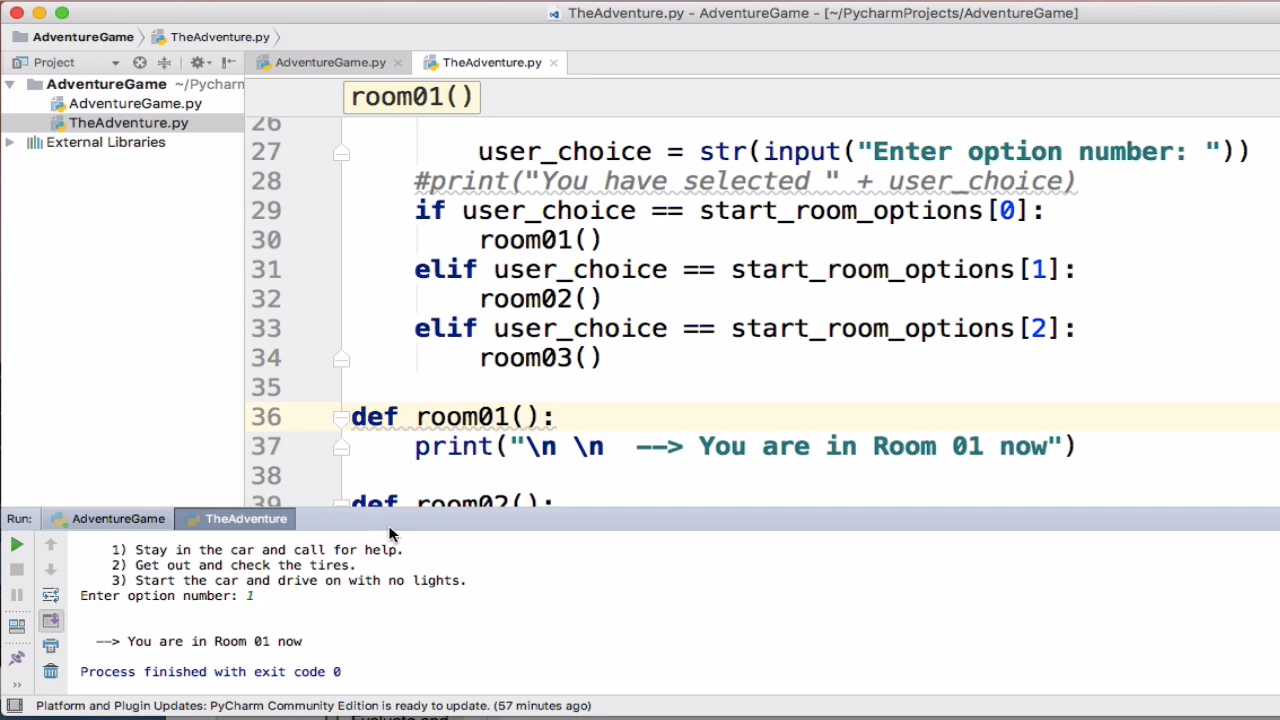 TheAdventure.py - AdventureGame - [~/PycharmProjects/AdventureGame]
AdventureGame TheAdventure.py
Project AdventureGame.py TheAdventure.py
AdventureGame ~/Pycharm
AdventureGame.py
TheAdventure.py
External Libraries
room01()
26
27 user_choice = str(input("Enter option number: "))
28 #print("You have selected " + user_choice)
29 if user_choice == start_room_options[0]:
30 room01()
31 elif user_choice == start_room_options[1]:
32 room02()
33 elif user_choice == start_room_options[2]:
34 room03()
35
36 def room01():
37 print("\n \n --> You are in Room 01 now")
38
39 def room02():
Run: AdventureGame TheAdventure
1) Stay in the car and call for help.
2) Get out and check the tires.
3) Start the car and drive on with no lights.
Enter option number: 1
--> You are in Room 01 now
Process finished with exit code 0
Platform and Plugin Updates: PyCharm Community Edition is ready to update. (57 minutes ago)